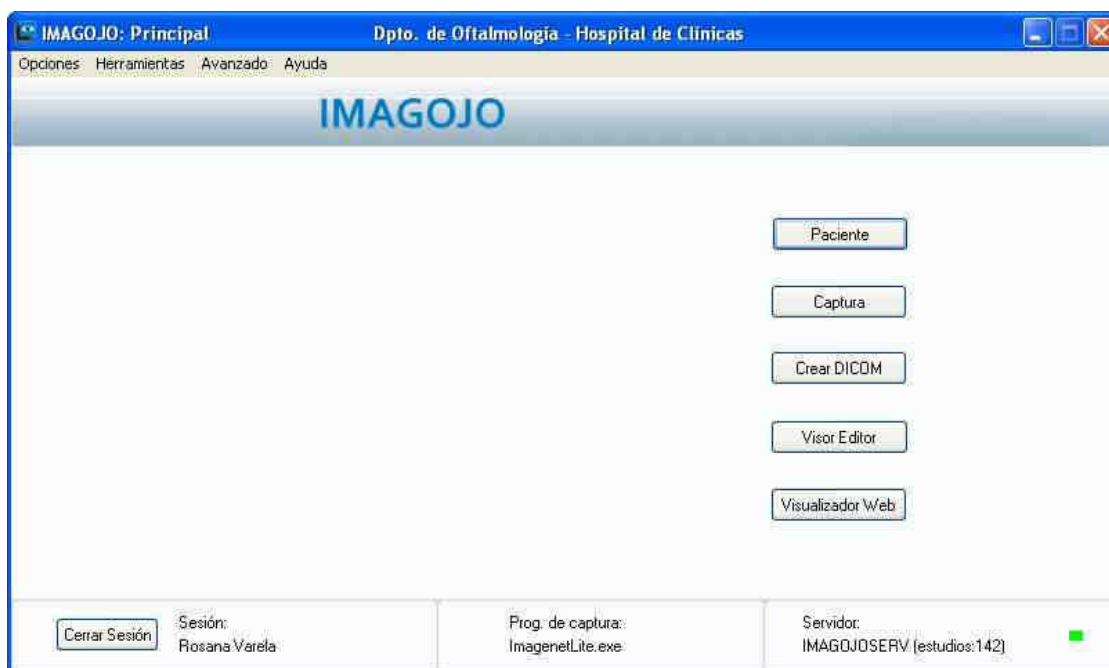 IMAGOJO: Principal Dpto. de Oftalmología - Hospital de Clínicas
Opciones Herramientas Avanzado Ayuda
IMAGOJO
Paciente
Captura
Crear DICOM
Visor Editor
Visualizador Web
Cerrar Sesión
Sesión:
Rosana Varela
Prog. de captura:
ImagenetLite.exe
Servidor:
IMAGOJOSERV (estudios:142)